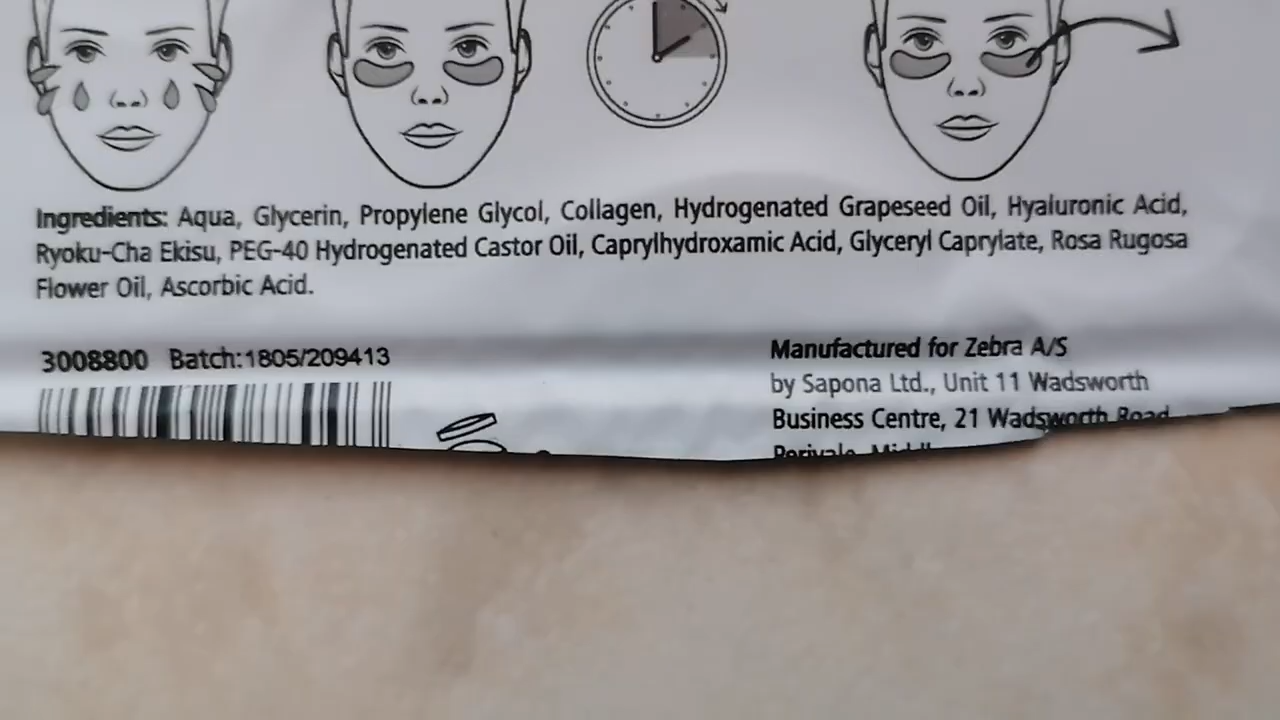 Ingredients: Aqua, Glycerin, Propylene Glycol, Collagen, Hydrogenated Grapeseed Oil, Hyaluronic Acid,
Ryoku-Cha Ekisu, PEG-40 Hydrogenated Castor Oil, Caprylhydroxamic Acid, Glyceryl Caprylate, Rosa Rugosa
Flower Oil, Ascorbic Acid.
3008800 Batch:1805/209413
Manufactured for Zebra A/S
by Sapona Ltd., Unit 11 Wadsworth
Business Centre, 21 Wadsworth Road
Perivale,